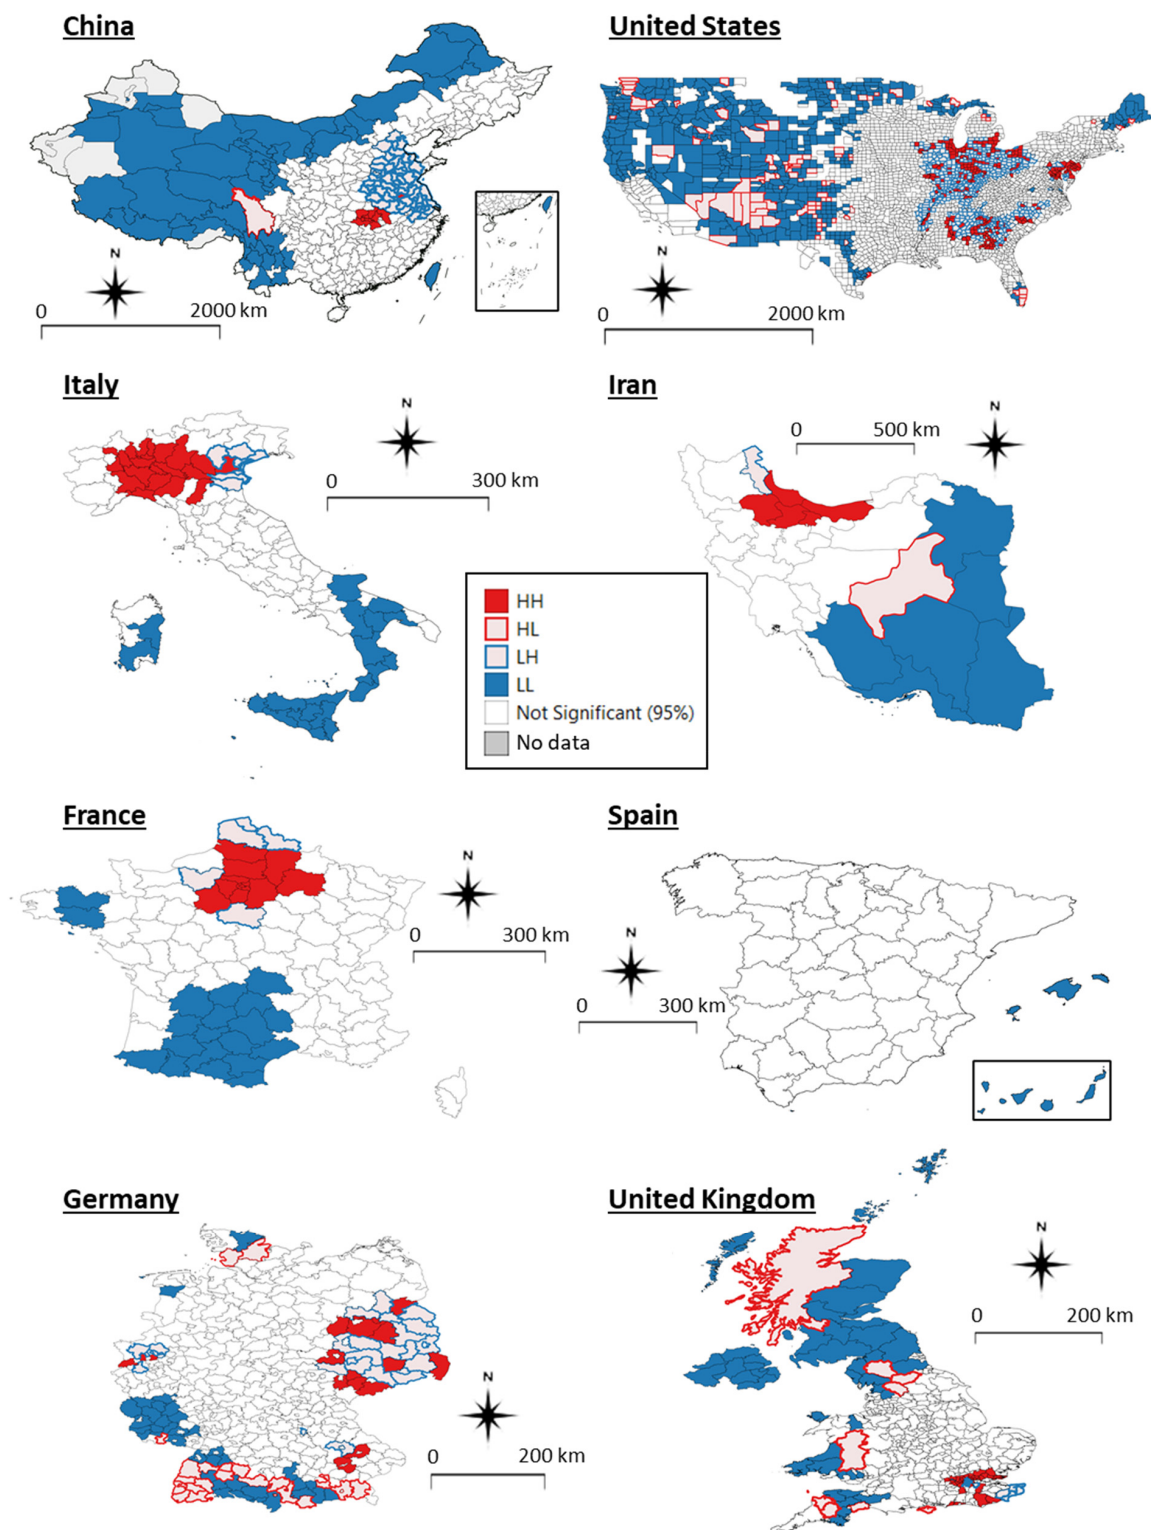 China
United States
N
0
2000 km
N
0
2000 km
Italy
Iran
N
0
300 km
0
500 km
N
HH
HL
LH
LL
Not Significant (95%)
No data
France
Spain
N
0
300 km
N
0
300 km
Germany
United Kingdom
N
0
200 km
N
0
200 km